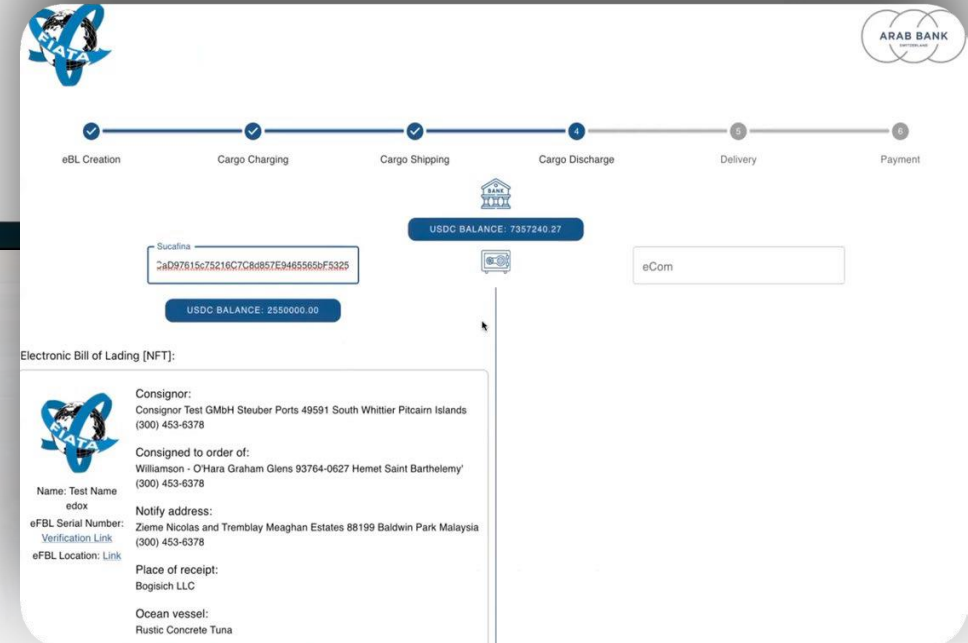 FIATA
ARAB BANK
SWITZERLAND
4
5
6
eBL Creation
Cargo Charging
Cargo Shipping
Cargo Discharge
Delivery
Payment
BANK
USDC BALANCE: 7357240.27
Sucafina
CaD97615c75216C7C8d857E9465565bF5325
eCom
USDC BALANCE: 2550000.00
Electronic Bill of Lading [NFT]:
FIATA
Name: Test Name
edox
eFBL Serial Number:
Verification Link
eFBL Location: Link
Consignor:
Consignor Test GMbH Steuber Ports 49591 South Whittier Pitcairn Islands
(300) 453-6378
Consigned to order of:
Williamson - O'Hara Graham Glens 93764-0627 Hemet Saint Barthelemy'
(300) 453-6378
Notify address:
Zieme Nicolas and Tremblay Meaghan Estates 88199 Baldwin Park Malaysia
(300) 453-6378
Place of receipt:
Bogisich LLC
Ocean vessel:
Rustic Concrete Tuna